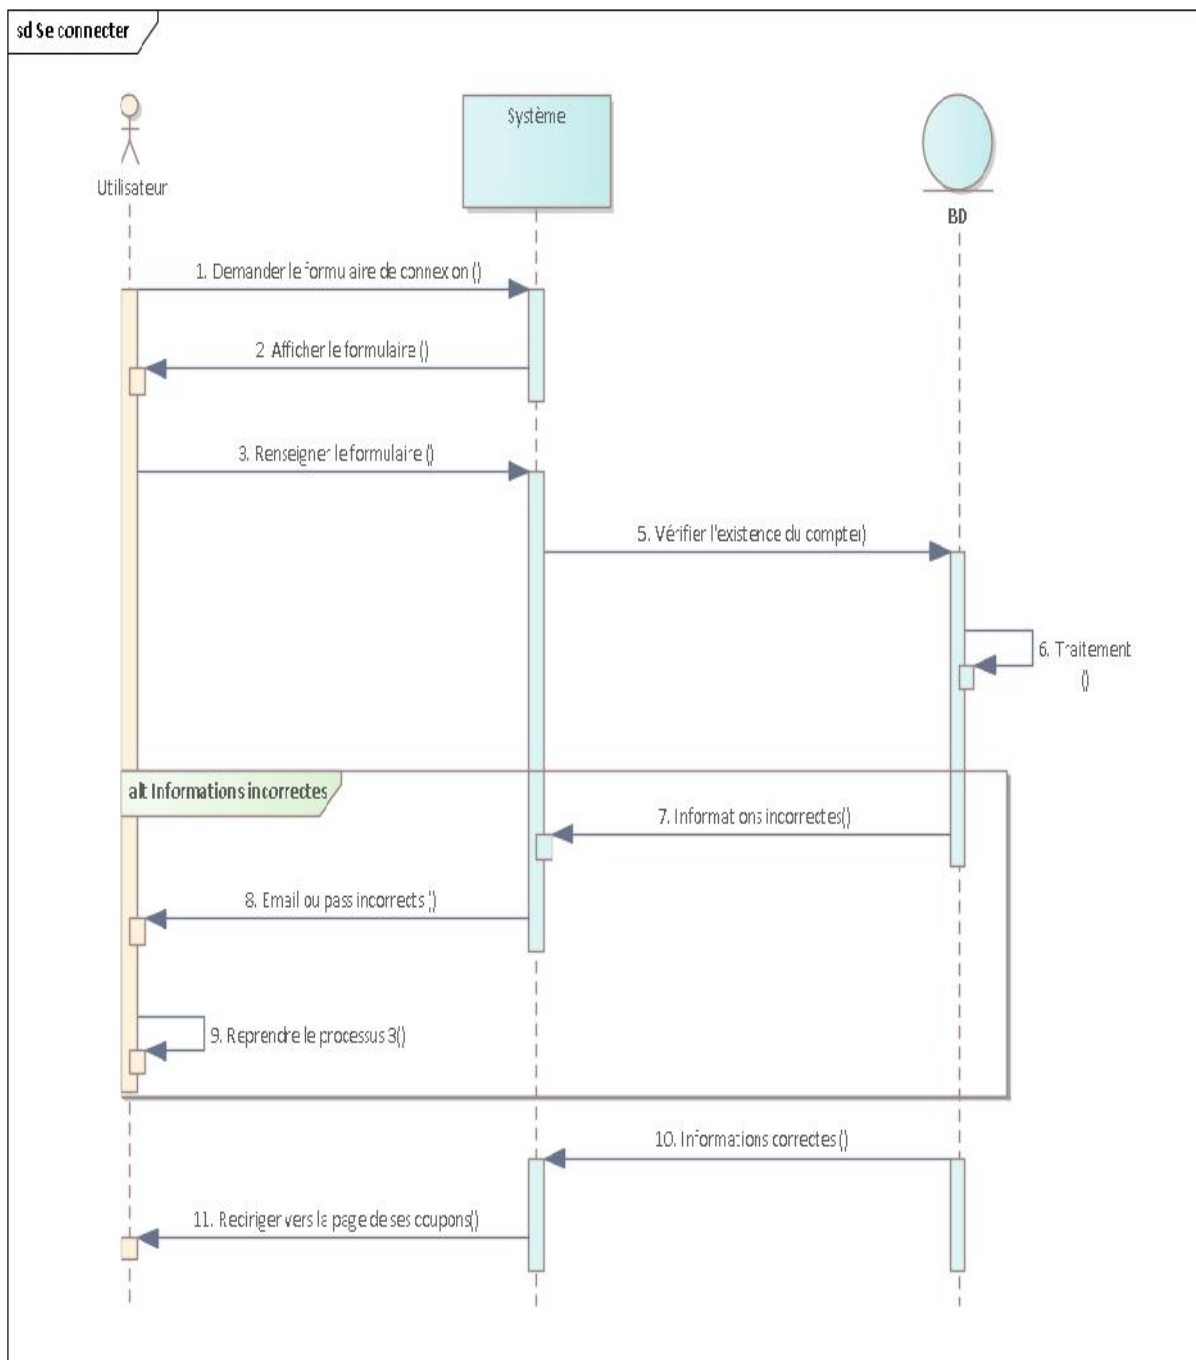 sd Se connecter
Système
Utilisateur
BD
1. Demander le formulaire de connexion ()
2 Afficher le formulaire ()
3. Renseigner le formulaire ()
5. Vérifier l'existence du compte()
6. Traitement
()
alt Informations incorrectes
7. Informations incorrectes()
8. Email ou pass incorrects ()
9. Reprendre le processus 3()
10. Informations correctes ()
11. Rediriger vers la page de ses coupons()